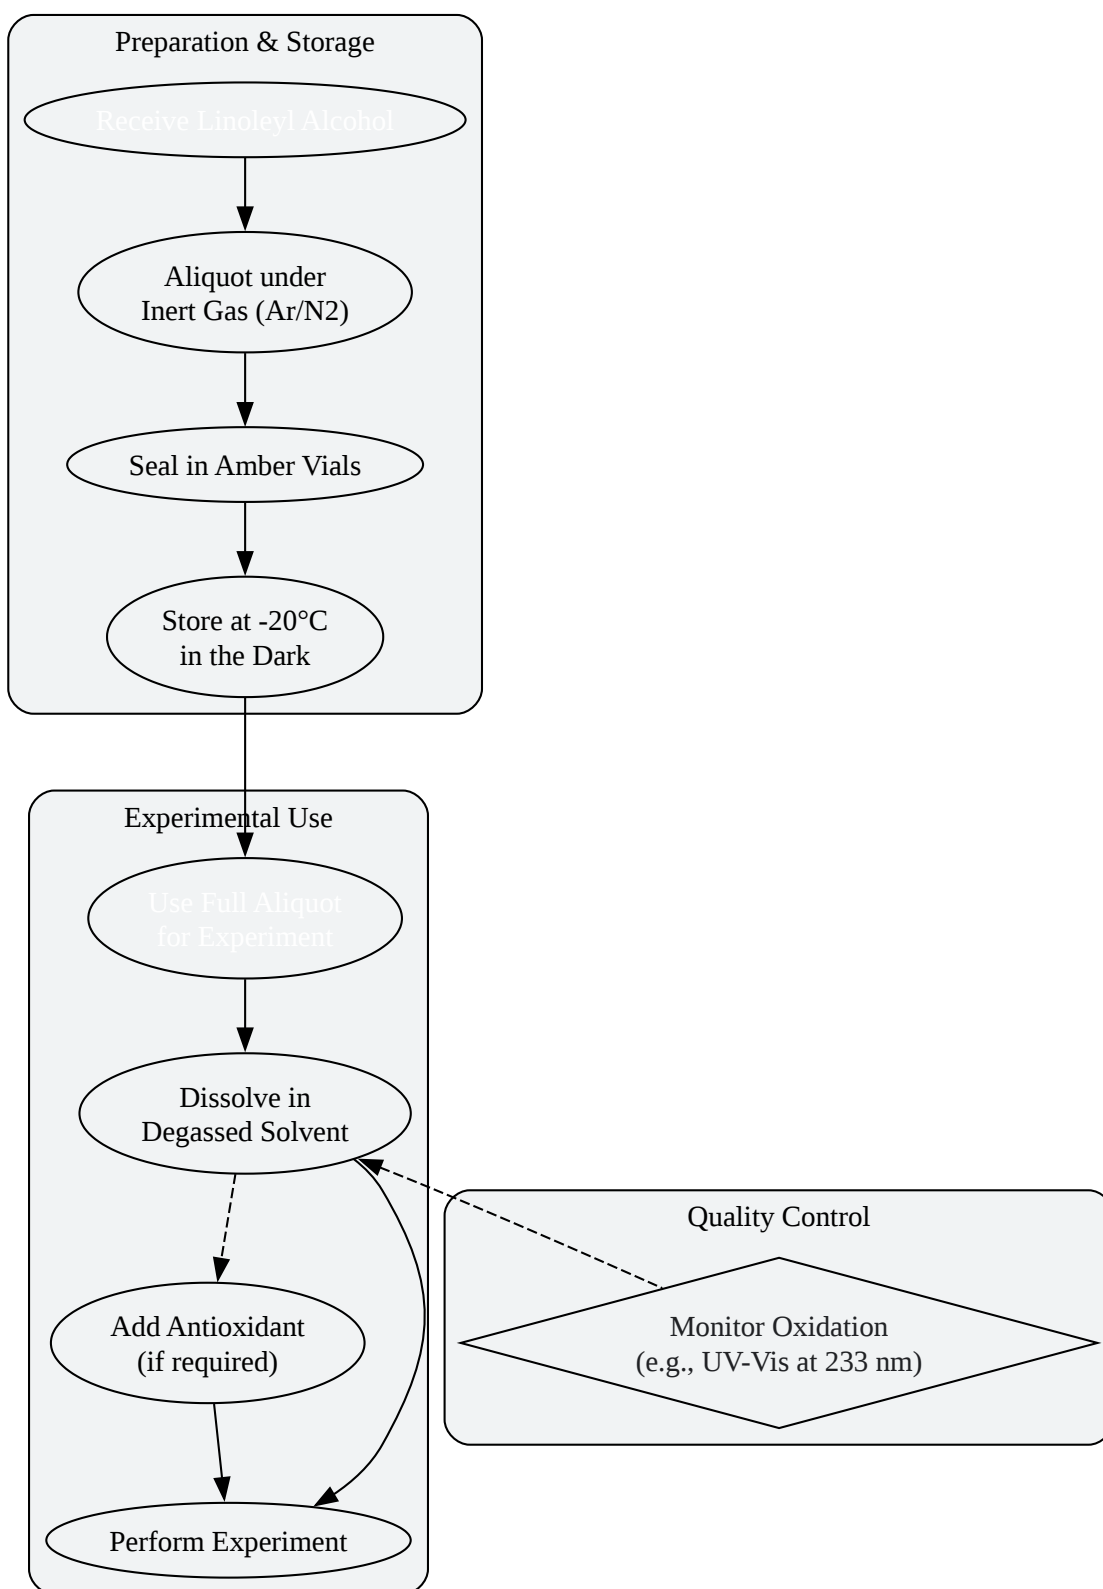 Preparation & Storage
Receive Linoleyl Alcohol
Aliquot under
Inert Gas (Ar/N2)
Seal in Amber Vials
Store at -20°C
in the Dark
Experimental Use
Use Full Aliquot
for Experiment
Dissolve in
Degassed Solvent
Quality Control
Add Antioxidant
(if required)
Monitor Oxidation
(e.g., UV-Vis at 233 nm)
Perform Experiment